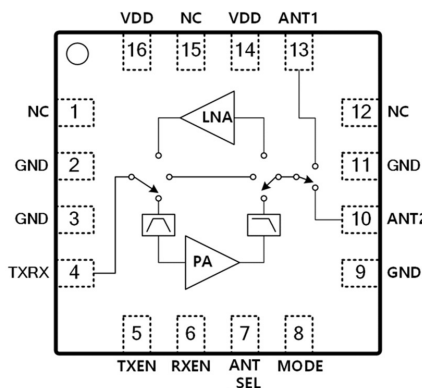 VDD NC VDD ANT1
16 15 14 13
LNA
NC 1 12 NC
GND 2 11 GND
GND 3 10 ANT2
TXRX 4 9 GND
PA
5 6 7 8
TXEN RXEN ANT MODE
SEL